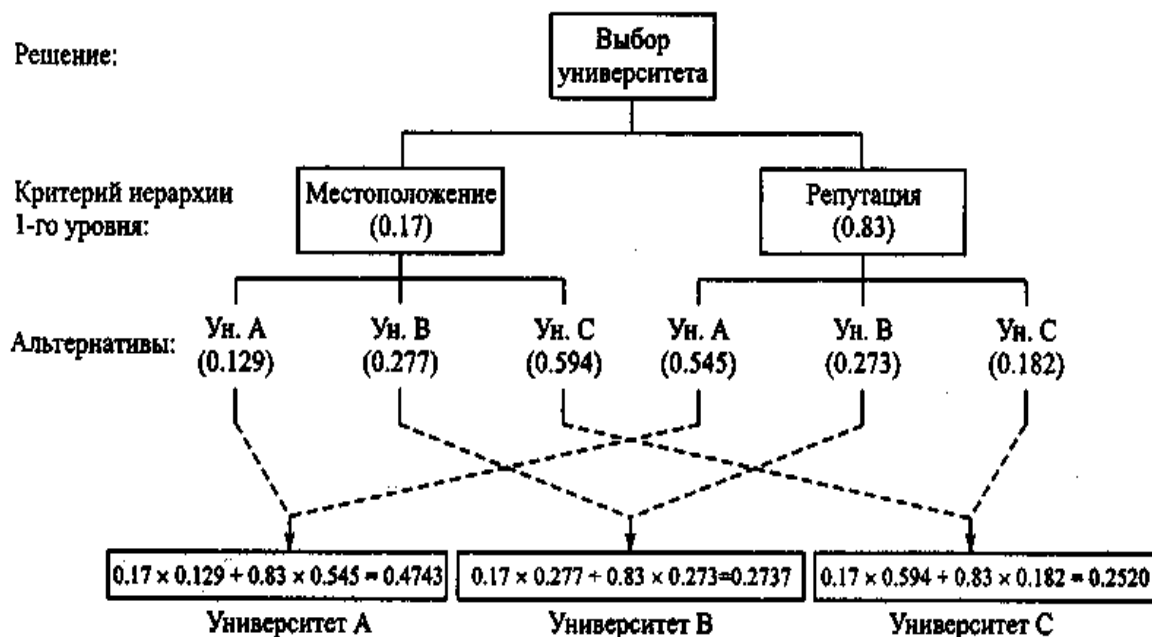 Решение:
Выбор
университета
Критерий иерархии
1-го уровня:
Местоположение
(0.17)
Репутация
(0.83)
Альтернативы:
Ун. A
(0.129)
Ун. B
(0.277)
Ун. C
(0.594)
Ун. A
(0.545)
Ун. B
(0.273)
Ун. C
(0.182)
0.17 × 0.129 + 0.83 × 0.545 = 0.4743
0.17 × 0.277 + 0.83 × 0.273=0.2737
0.17 × 0.594 + 0.83 × 0.182 = 0.2520
Университет A
Университет B
Университет C